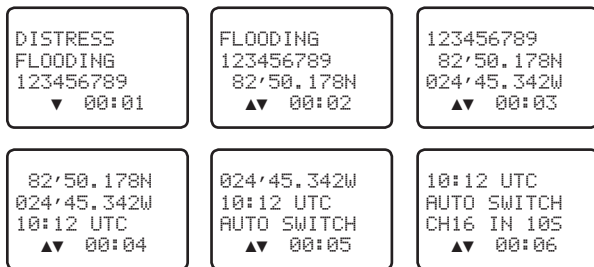 DISTRESS
FLOODING
123456789
▼ 00:01
FLOODING
123456789
82′50.178N
▲▼ 00:02
123456789
82′50.178N
024′45.342W
▲▼ 00:03
82′50.178N
024′45.342W
10:12 UTC
▲▼ 00:04
024′45.342W
10:12 UTC
AUTO SWITCH
▲▼ 00:05
10:12 UTC
AUTO SWITCH
CH16 IN 10S
▲▼ 00:06